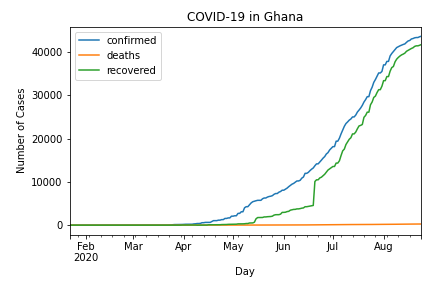 COVID-19 in Ghana
confirmed
deaths
recovered
Number of Cases
40000
30000
20000
10000
0
Feb Mar Apr May Jun Jul Aug
2020
Day